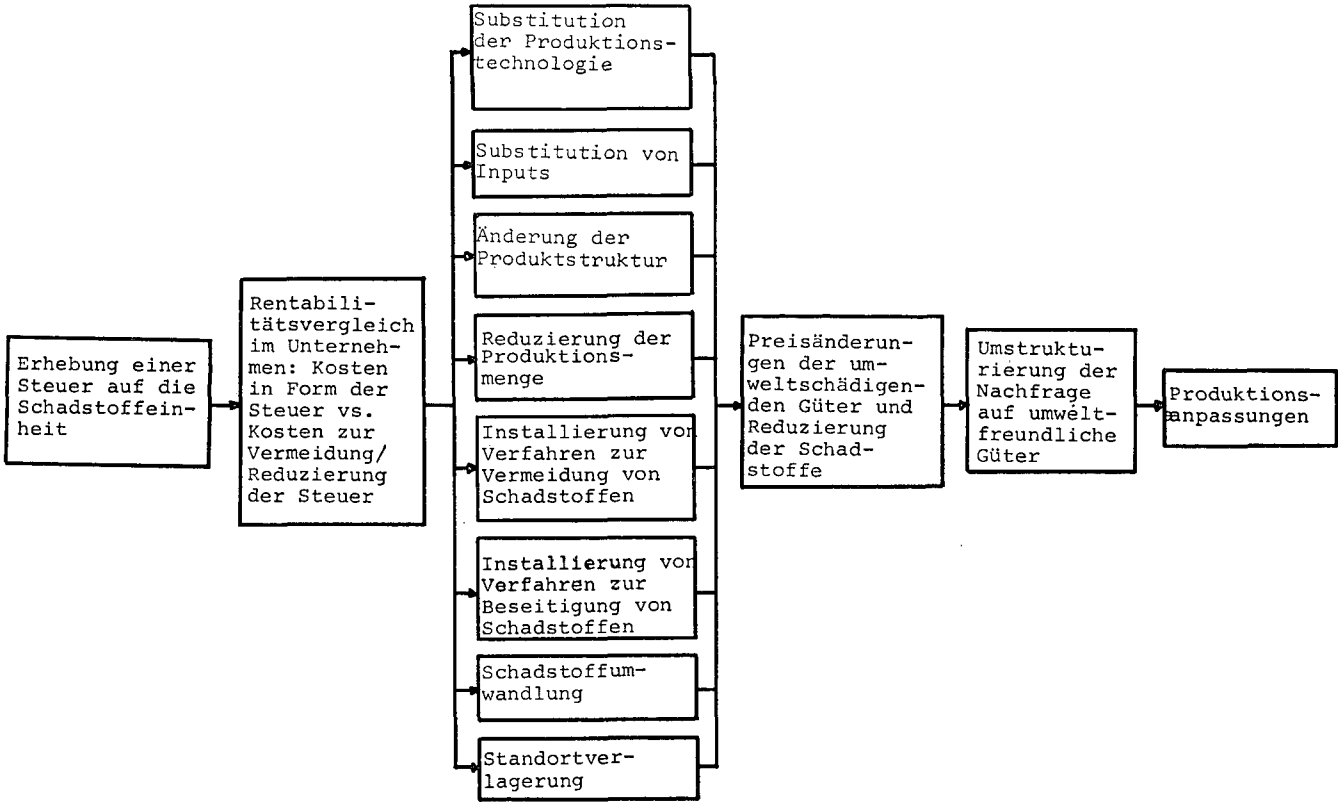 Erhebung einer
Steuer auf die
Schadstoffein-
heit
Rentabili-
tätsvergleich
im Unterneh-
men: Kosten
in Form der
Steuer vs.
Kosten zur
Vermeidung/
Reduzierung
der Steuer
Substitution
der Produktions-
technologie
Substitution von
Inputs
Änderung der
Produktstruktur
Reduzierung der
Produktions-
menge
Installierung von
Verfahren zur
Vermeidung von
Schadstoffen
Installierung von
Verfahren zur
Beseitigung von
Schadstoffen
Schadstoffum-
wandlung
Standortver-
lagerung
Preisänderun-
gen der um-
weltschädigen-
den Güter und
Reduzierung
der Schad-
stoffe
Umstruktu-
rierung der
Nachfrage
auf umwelt-
freundliche
Güter
Produktions-
anpassungen